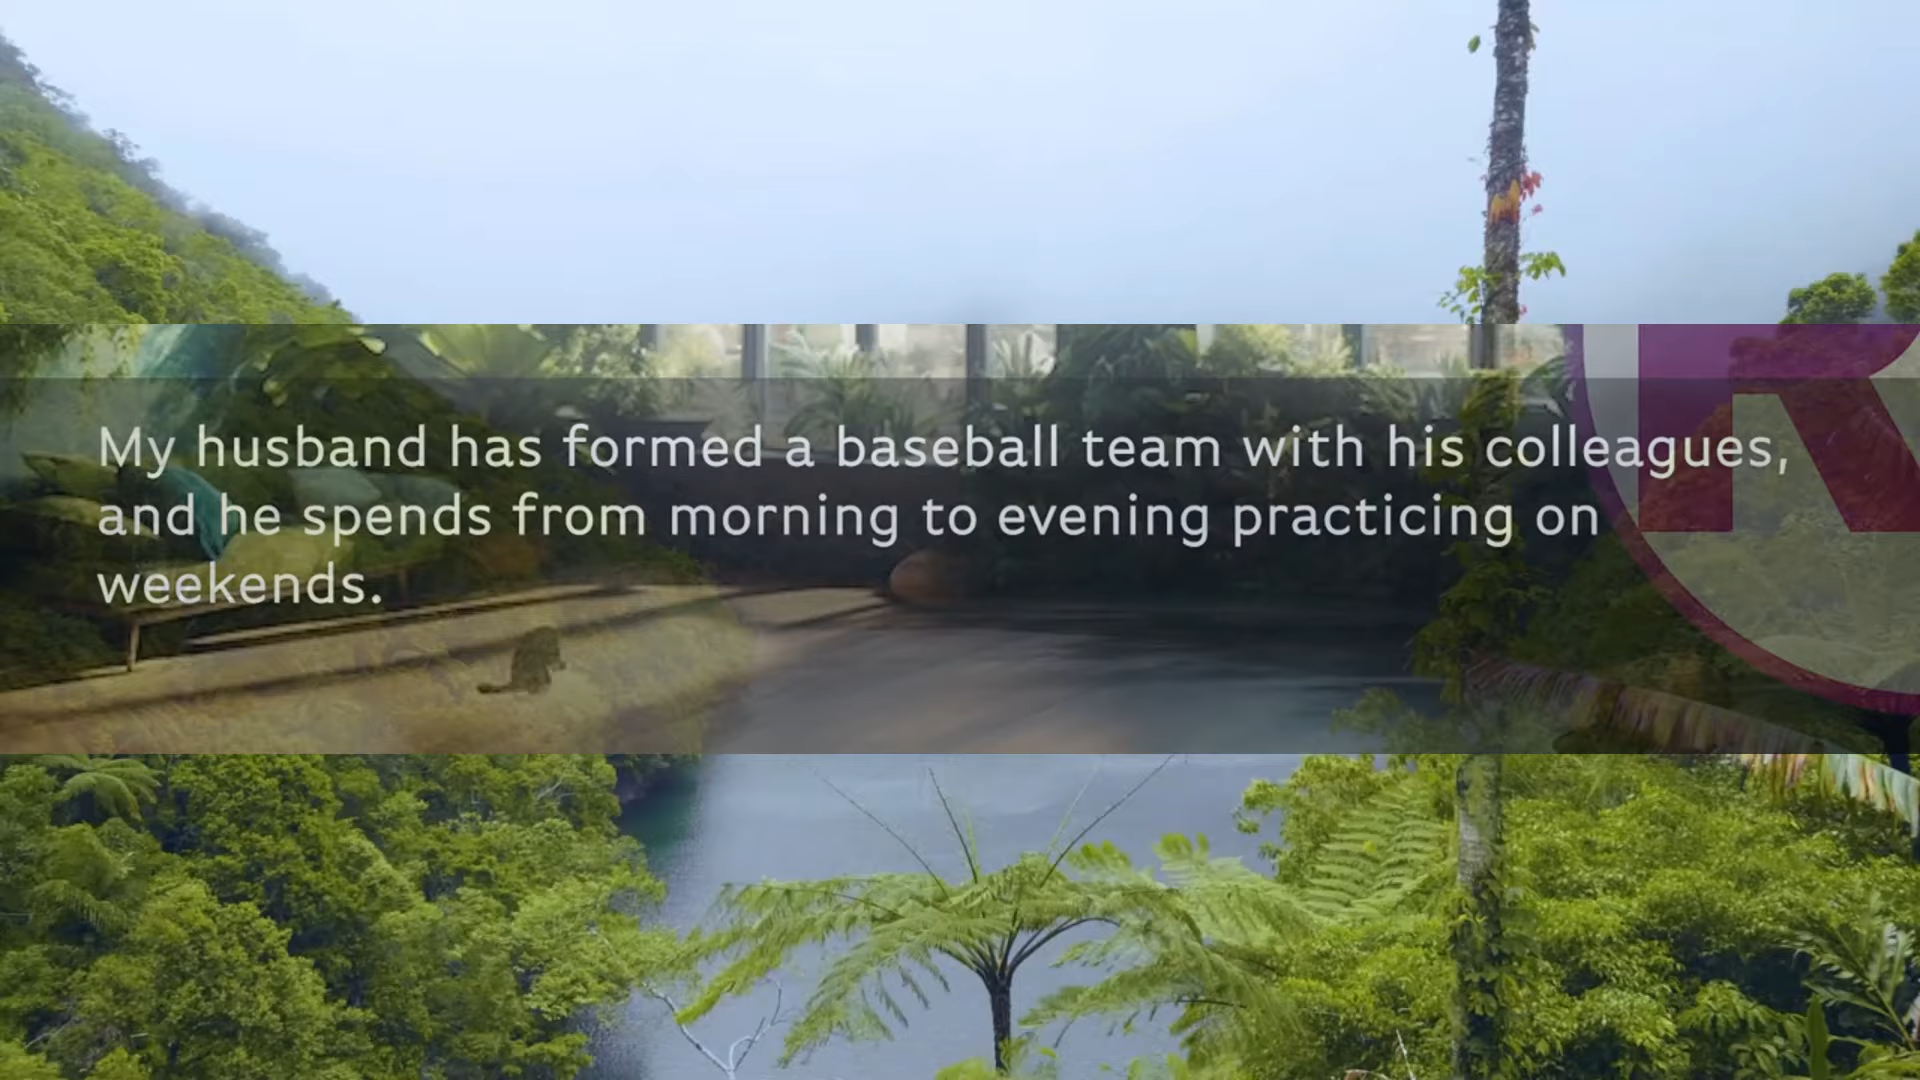 My husband has formed a baseball team with his colleagues,
and he spends from morning to evening practicing on
weekends.
R